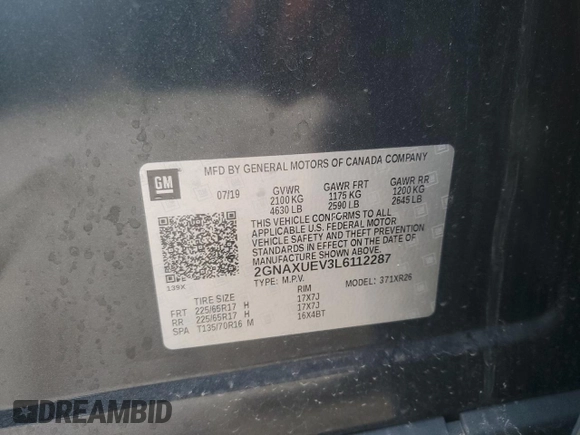 MFD BY GENERAL MOTORS OF CANADA COMPANY
GM
07/19 GVWR GAWR FRT GAWR RR
2100 KG 1175 KG 1200 KG
4630 LB 2590 LB 2645 LB
THIS VEHICLE CONFORMS TO ALL
APPLICABLE U.S. FEDERAL MOTOR
VEHICLE SAFETY AND THEFT PREVENTION
STANDARDS IN EFFECT ON THE DATE
OF MANUFACTURE SHOWN ABOVE.
2GNAXUEV3L6112287
139X
TYPE: M.P.V. MODEL: 371XR26
TIRE SIZE RIM
FRT 225/65R17 H 17X7J
RR 225/65R17 H 17X7J
SPA T135/70R16 M 16X4BT
DREAMBID